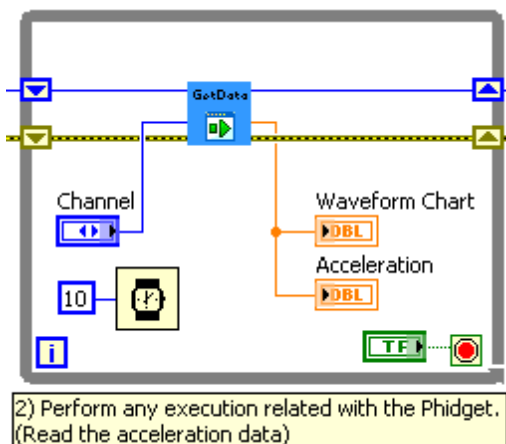 GetData
Channel
Waveform Chart
DBL
Acceleration
10
DBL
i
TF
2) Perform any execution related with the Phidget.
(Read the acceleration data)